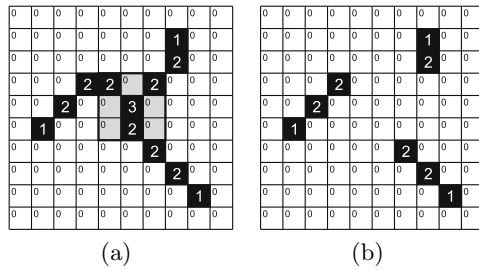 0 0 0 0 0 0 0 0 0 0
0 0 0 0 0 0 0 1 0 0
0 0 0 0 0 0 0 2 0 0
0 0 0 2 2 0 2 0 0 0
0 0 2 0 0 3 0 0 0 0
0 1 0 0 0 2 0 0 0 0
0 0 0 0 0 0 2 0 0 0
0 0 0 0 0 0 0 2 0 0
0 0 0 0 0 0 0 0 1 0
0 0 0 0 0 0 0 0 0 0
(a)
0 0 0 0 0 0 0 0 0 0
0 0 0 0 0 0 0 1 0 0
0 0 0 0 0 0 0 2 0 0
0 0 0 2 0 0 0 0 0 0
0 0 2 0 0 0 0 0 0 0
0 1 0 0 0 0 0 0 0 0
0 0 0 0 0 0 2 0 0 0
0 0 0 0 0 0 0 2 0 0
0 0 0 0 0 0 0 0 1 0
0 0 0 0 0 0 0 0 0 0
(b)